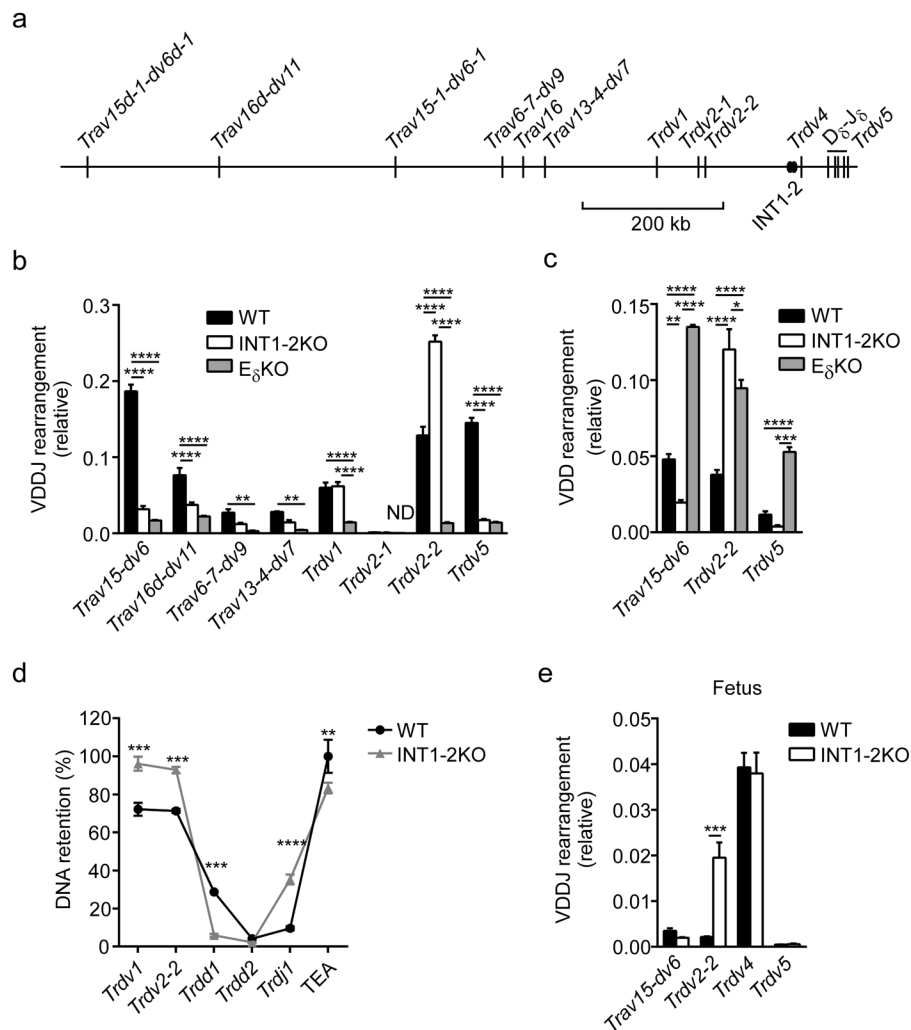 a
Trav15d-1-dv6d-1
Trav16d-dv11
Trav15-1-dv6-1
Trav6-7-dv9
Trav16
Trav13-4-dv7
Trdv1
Trdv2-1
Trdv2-2
Trdv4
Dδ-Jδ
Trdv5
INT1-2
200 kb
b
VDDJ rearrangement
(relative)
0.3
0.2
0.1
0.0
WT
INT1-2KO
EδKO
****
****
****
****
**
**
****
****
ND
****
****
****
****
****
Trav15-dv6
Trav16d-dv11
Trav6-7-dv9
Trav13-4-dv7
Trdv1
Trdv2-1
Trdv2-2
Trdv5
c
VDD rearrangement
(relative)
0.15
0.10
0.05
0.00
WT
INT1-2KO
EδKO
****
****
**
****
*
****
****
***
Trav15-dv6
Trdv2-2
Trdv5
d
DNA retention (%)
120
100
80
60
40
20
0
WT
INT1-2KO
***
***
***
****
**
Trdv1
Trdv2-2
Trdd1
Trdd2
Trdj1
TEA
e
Fetus
VDDJ rearrangement
(relative)
0.05
0.04
0.03
0.02
0.01
0.00
WT
INT1-2KO
***
Trav15-dv6
Trdv2-2
Trdv4
Trdv5